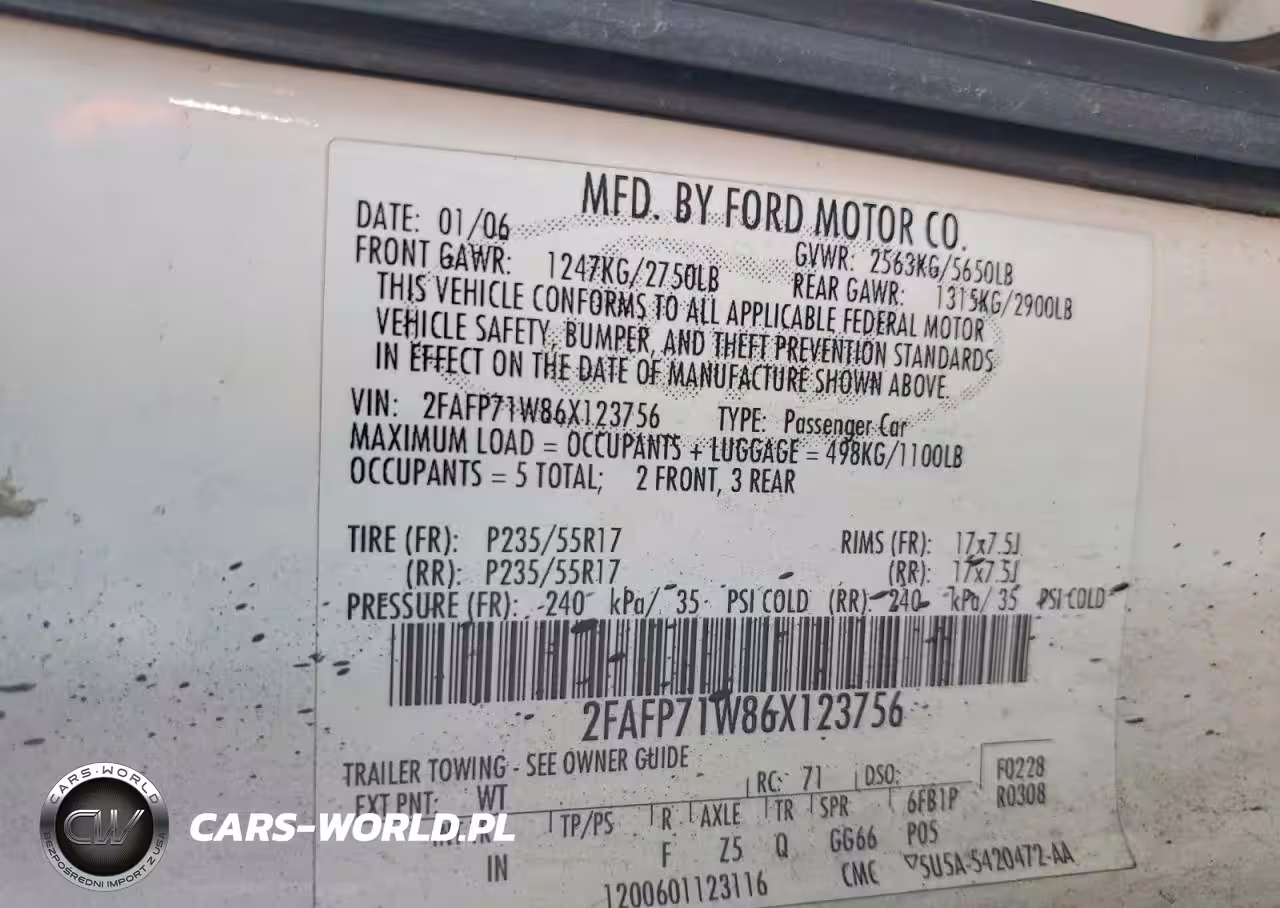 MFD. BY FORD MOTOR CO.
DATE: 01/06 GVWR: 2563KG/5650LB
FRONT GAWR: 1247KG/2750LB REAR GAWR: 1315KG/2900LB
THIS VEHICLE CONFORMS TO ALL APPLICABLE FEDERAL MOTOR
VEHICLE SAFETY, BUMPER, AND THEFT PREVENTION STANDARDS
IN EFFECT ON THE DATE OF MANUFACTURE SHOWN ABOVE.
VIN: 2FAFP71W86X123756 TYPE: Passenger Car
MAXIMUM LOAD = OCCUPANTS + LUGGAGE = 498KG/1100LB
OCCUPANTS = 5 TOTAL; 2 FRONT, 3 REAR
TIRE (FR): P235/55R17 RIMS (FR): 17x7.5J
(RR): P235/55R17 (RR): 17x7.5J
PRESSURE (FR): 240 kPa/ 35 PSI COLD (RR): 240 kPa/ 35 PSI COLD
2FAFP71W86X123756
TRAILER TOWING - SEE OWNER GUIDE
EXT PNT: WT RC: 71 DSO: F0228
R0308
TP/PS R AXLE TR SPR 6FB1P
IN F Z5 Q GG66 P05
1200601123116 CMC 5U5A-5420472-AA
CARS-WORLD
CW
BEZPOSREDNI IMPORT Z USA
CARS-WORLD.PL